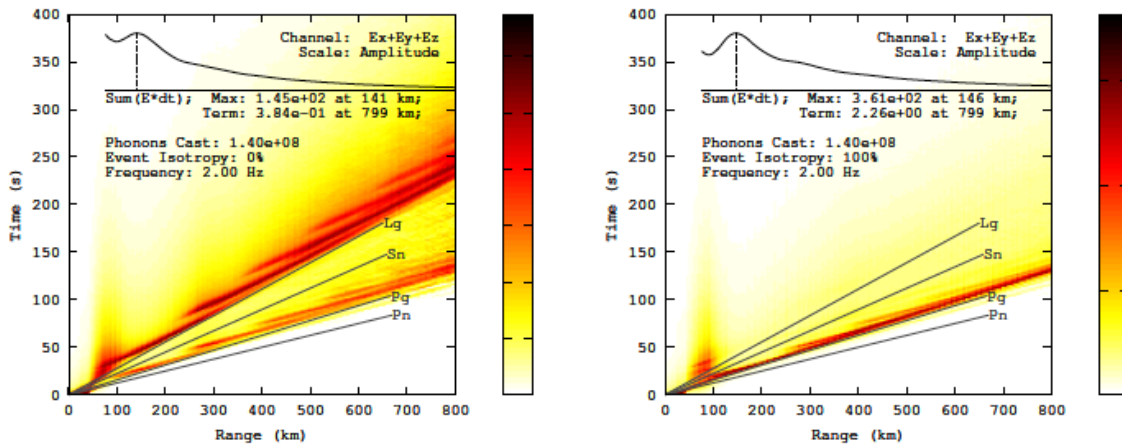 400
350
300
250
200
150
100
50
0
Time (s)
Channel:  Ex+Ey+Ez
Scale: Amplitude
Sum(E*dt);  Max: 1.45e+02 at 141 km;
Term: 3.84e-01 at 799 km;
Phonons Cast: 1.40e+08
Event Isotropy: 0%
Frequency: 2.00 Hz
Lg
Sn
Pg
Pn
0 100 200 300 400 500 600 700 800
Range (km)
400
350
300
250
200
150
100
50
0
Time (s)
Channel:  Ex+Ey+Ez
Scale: Amplitude
Sum(E*dt);  Max: 3.61e+02 at 146 km;
Term: 2.26e+00 at 799 km;
Phonons Cast: 1.40e+08
Event Isotropy: 100%
Frequency: 2.00 Hz
Lg
Sn
Pg
Pn
0 100 200 300 400 500 600 700 800
Range (km)